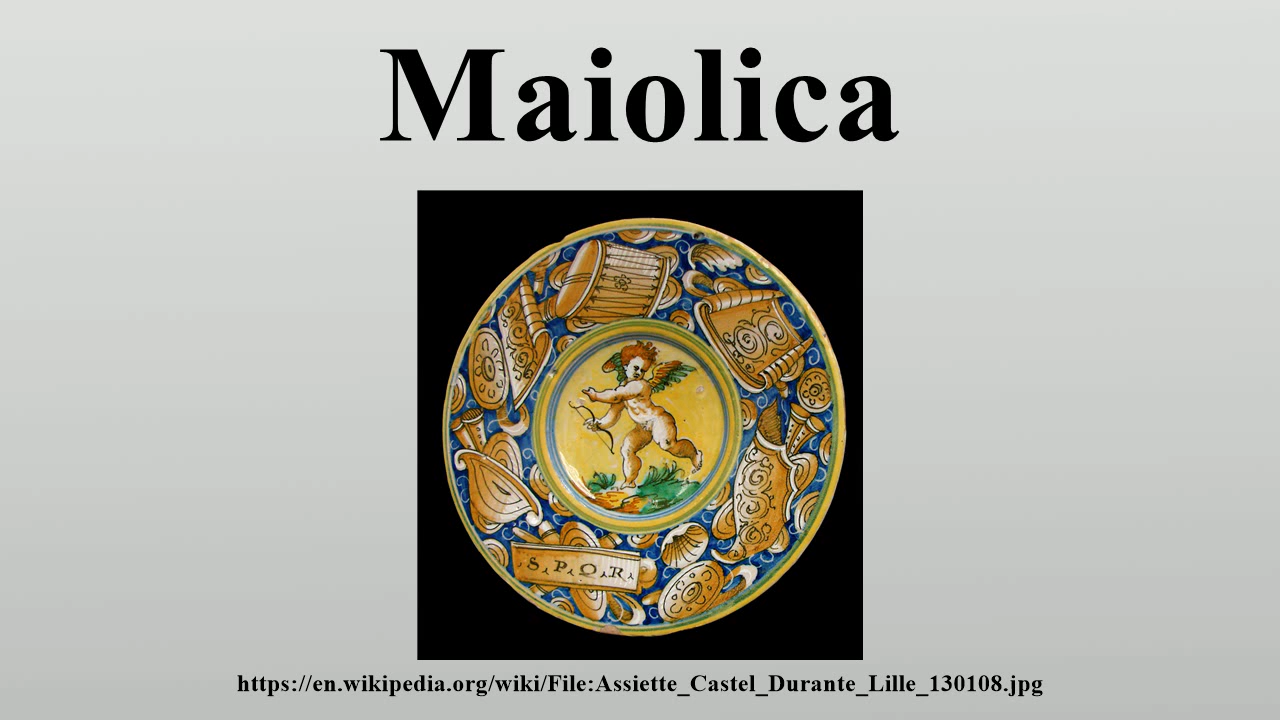 Maiolica
S.P.Q.R.
https://en.wikipedia.org/wiki/File:Assiette_Castel_Durante_Lille_130108.jpg